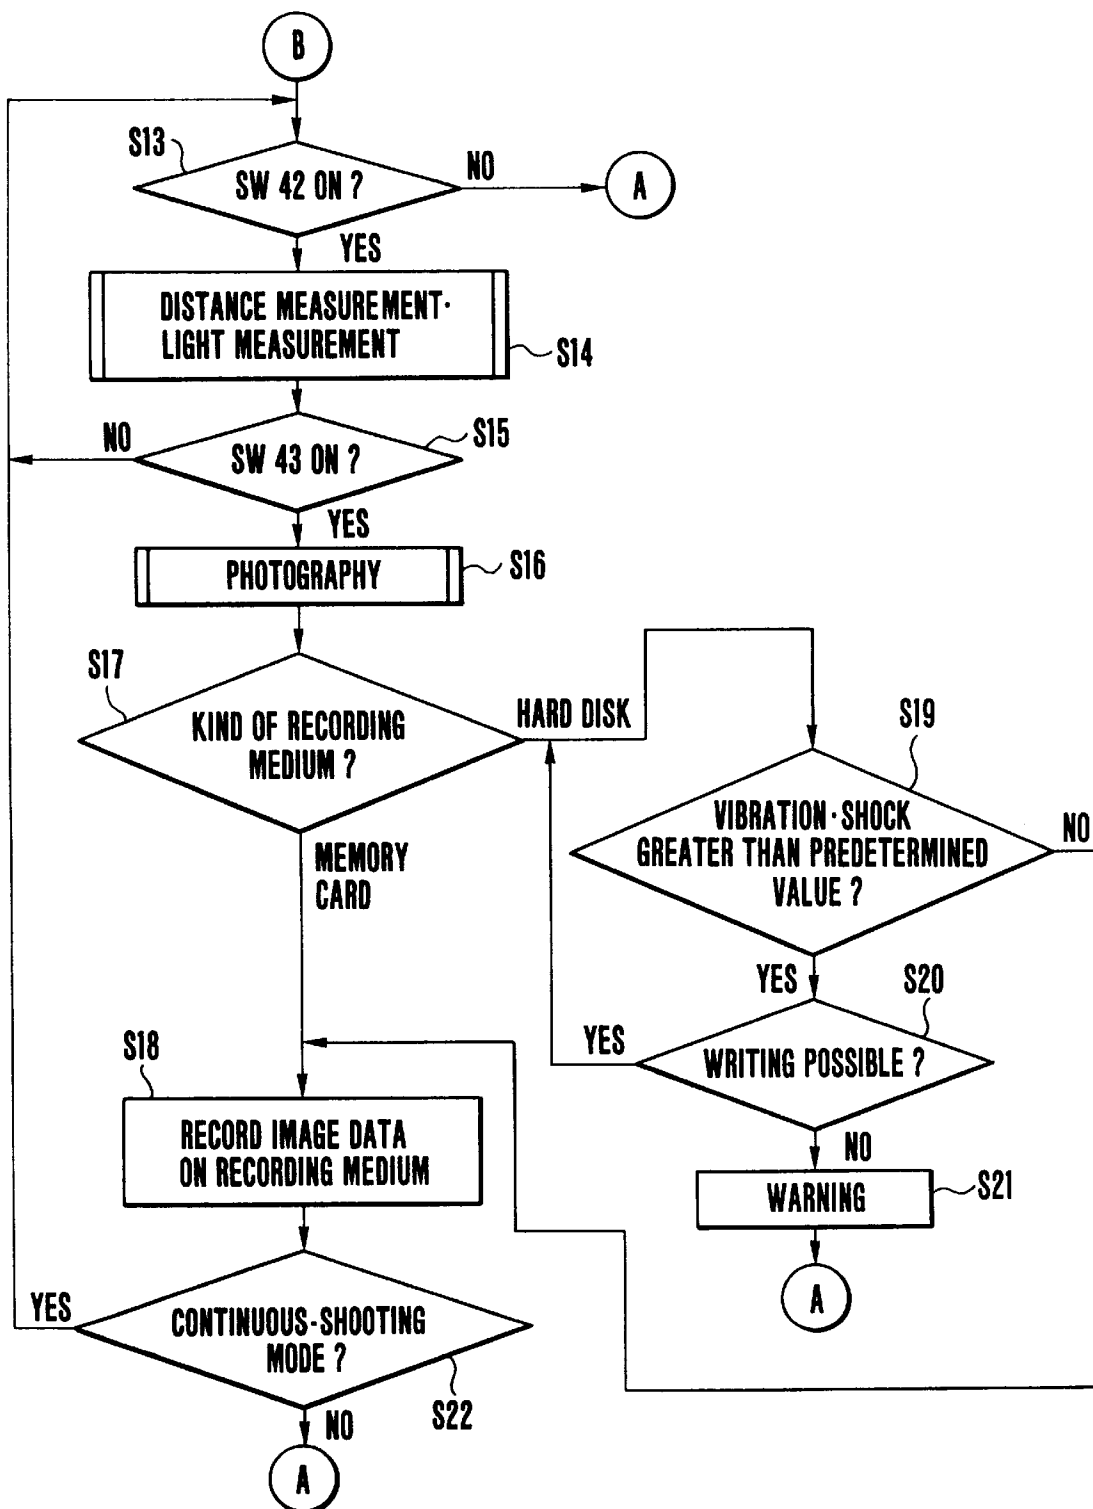 B
S13
SW 42 ON ?
NO
A
YES
DISTANCE MEASUREMENT·
LIGHT MEASUREMENT
S14
NO
SW 43 ON ?
S15
YES
PHOTOGRAPHY
S16
S17
KIND OF RECORDING
MEDIUM ?
HARD DISK
MEMORY
CARD
S19
VIBRATION·SHOCK
GREATER THAN PREDETERMINED
VALUE ?
NO
YES
S20
WRITING POSSIBLE ?
YES
NO
WARNING
S21
A
S18
RECORD IMAGE DATA
ON RECORDING MEDIUM
YES
CONTINUOUS-SHOOTING
MODE ?
S22
NO
A